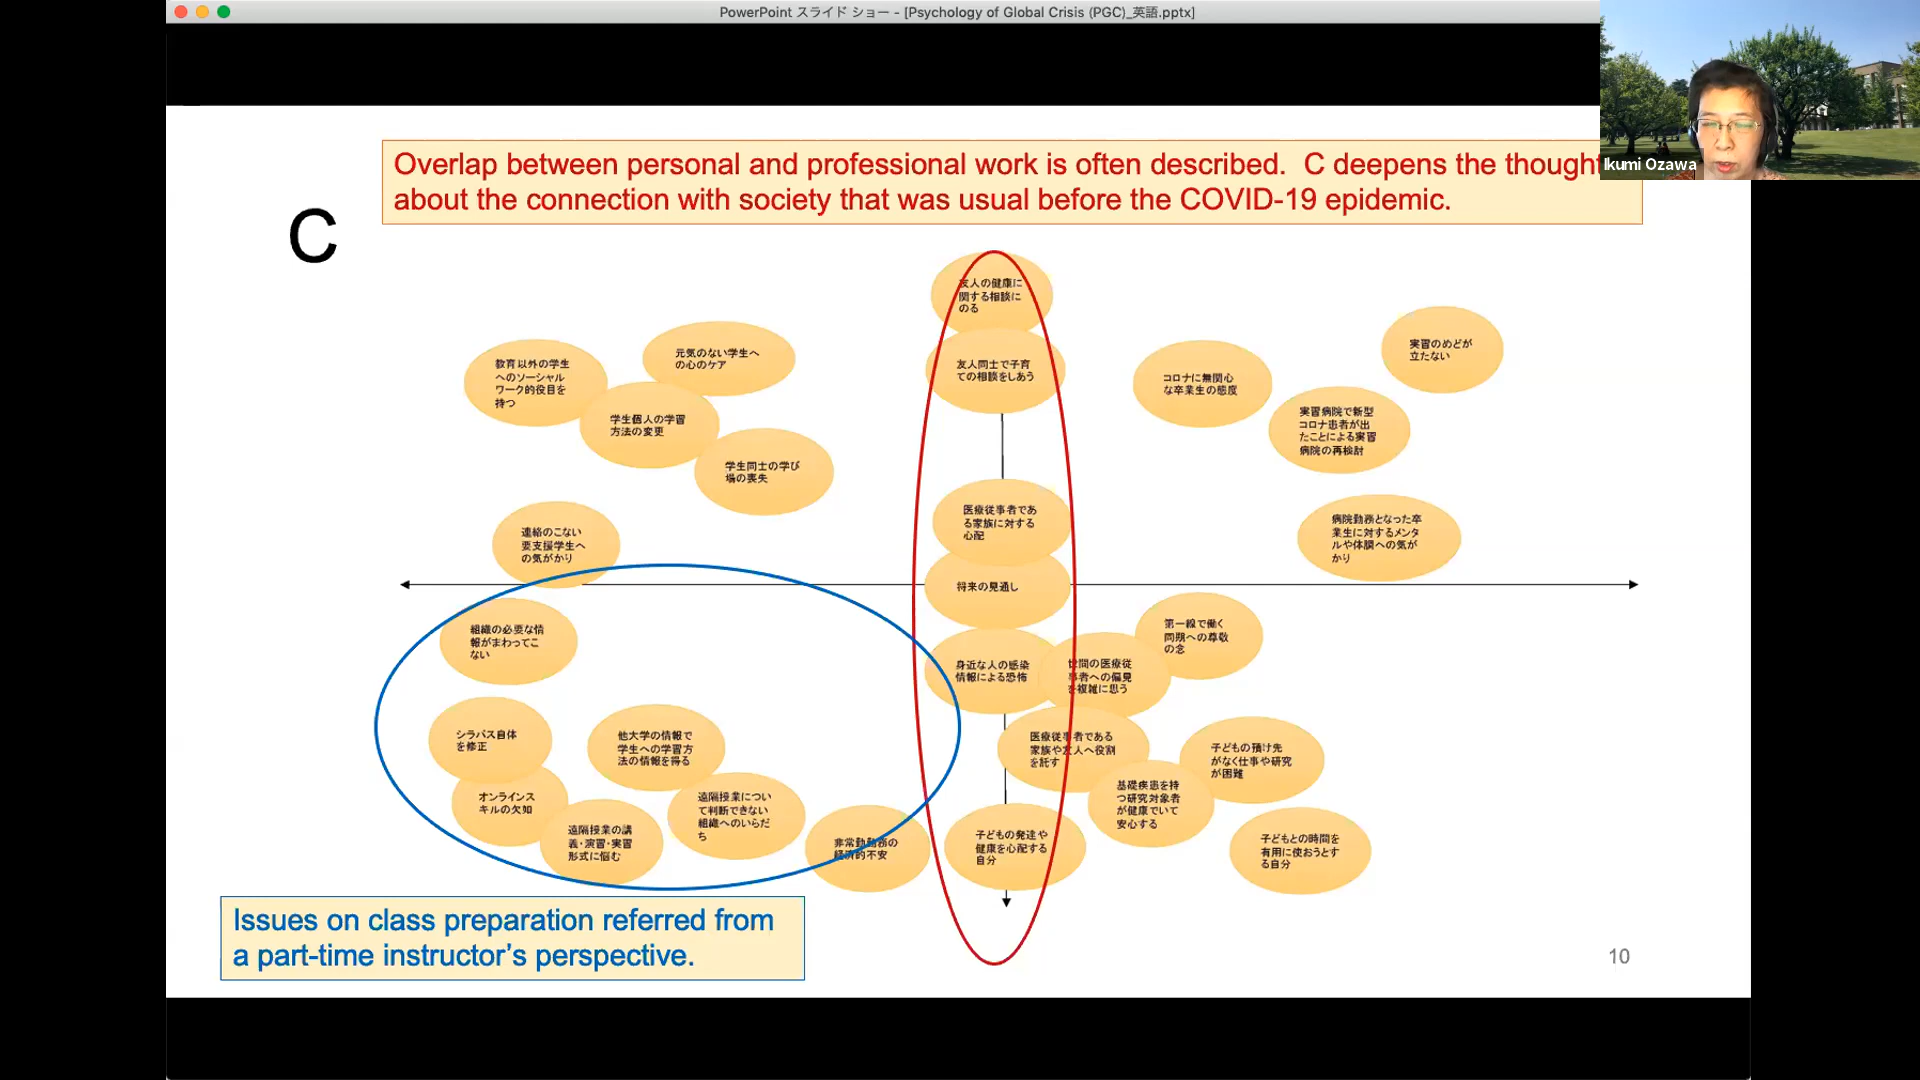 PowerPoint スライド ショー - [Psychology of Global Crisis (PGC)_英語.pptx]
Ikumi Ozawa
Overlap between personal and professional work is often described.  C deepens the thought
about the connection with society that was usual before the COVID-19 epidemic.
C
友人の健康に
関する相談に
のる
友人同士で子育
ての相談をしあう
元気のない学生へ
の心のケア
教育以外の学生
へのソーシャル
ワーク的役目を
持つ
学生個人の学習
方法の変更
学生同士の学び
場の喪失
連絡のこない
要支援学生へ
の気がかり
実習のめどが
立たない
コロナに無関心
な卒業生の態度
実習病院で新型
コロナ患者が出
たことによる実習
病院の再検討
病院勤務となった卒
業生に対するメンタ
ルや体調への気が
かり
医療従事者であ
る家族に対する
心配
将来の見通し
身近な人の感染
情報による恐怖
世間の医療従
事者への偏見
を複雑に思う
第一線で働く
同朋への尊敬
の念
医療従事者である
家族や友人へ役割
を託す
子どもの預け先
がなく仕事や研究
が困難
基礎疾患を持
つ研究対象者
が健康でいて
安心する
子どもの発達や
健康を心配する
自分
子どもとの時間を
有用に使おうとす
る自分
組織の必要な情
報がまわってこ
ない
シラバス自体
を修正
オンラインス
キルの欠如
他大学の情報で
学生への学習方
法の情報を得る
遠隔授業の講
義・演習・実習
形式に悩む
遠隔授業につい
て判断できない
組織へのいらだ
ち
非常勤勤務の
経済的不安
Issues on class preparation referred from
a part-time instructor’s perspective.
10